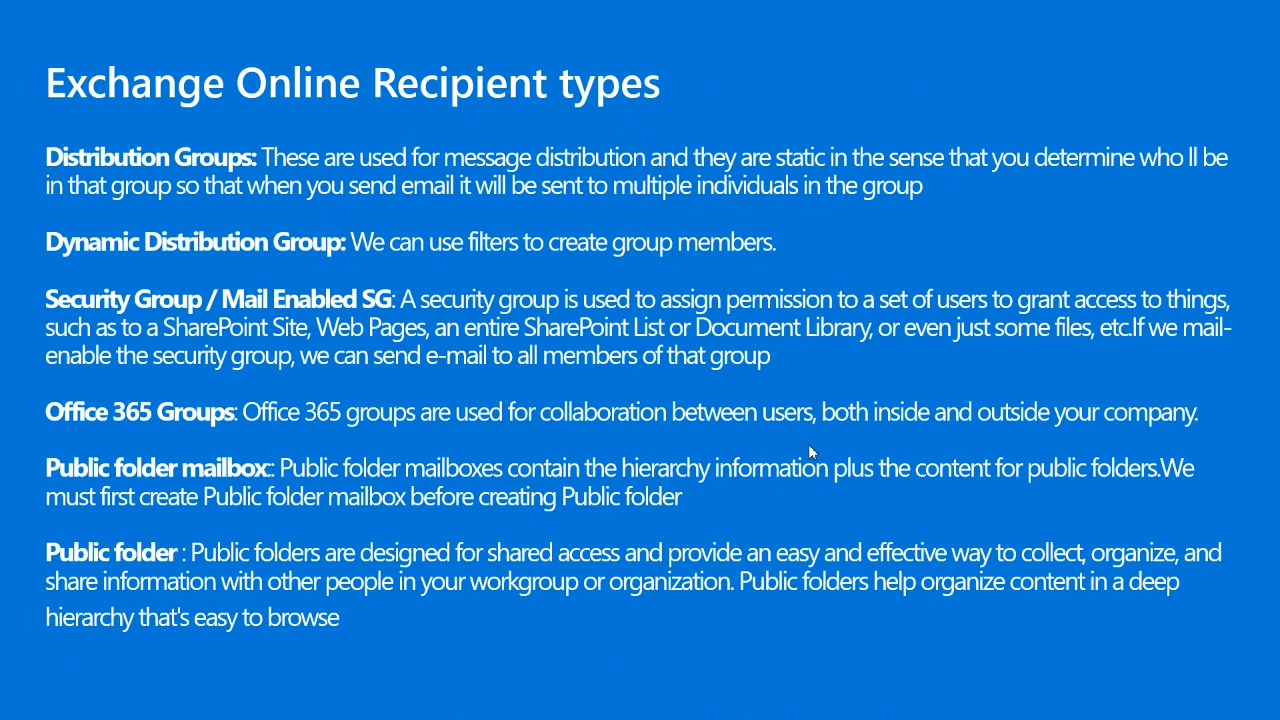 Exchange Online Recipient types
Distribution Groups: These are used for message distribution and they are static in the sense that you determine who ll be
in that group so that when you send email it will be sent to multiple individuals in the group
Dynamic Distribution Group: We can use filters to create group members.
Security Group / Mail Enabled SG: A security group is used to assign permission to a set of users to grant access to things,
such as to a SharePoint Site, Web Pages, an entire SharePoint List or Document Library, or even just some files, etc.If we mail-
enable the security group, we can send e-mail to all members of that group
Office 365 Groups: Office 365 groups are used for collaboration between users, both inside and outside your company.
Public folder mailbox:: Public folder mailboxes contain the hierarchy information plus the content for public folders.We
must first create Public folder mailbox before creating Public folder
Public folder : Public folders are designed for shared access and provide an easy and effective way to collect, organize, and
share information with other people in your workgroup or organization. Public folders help organize content in a deep
hierarchy that's easy to browse